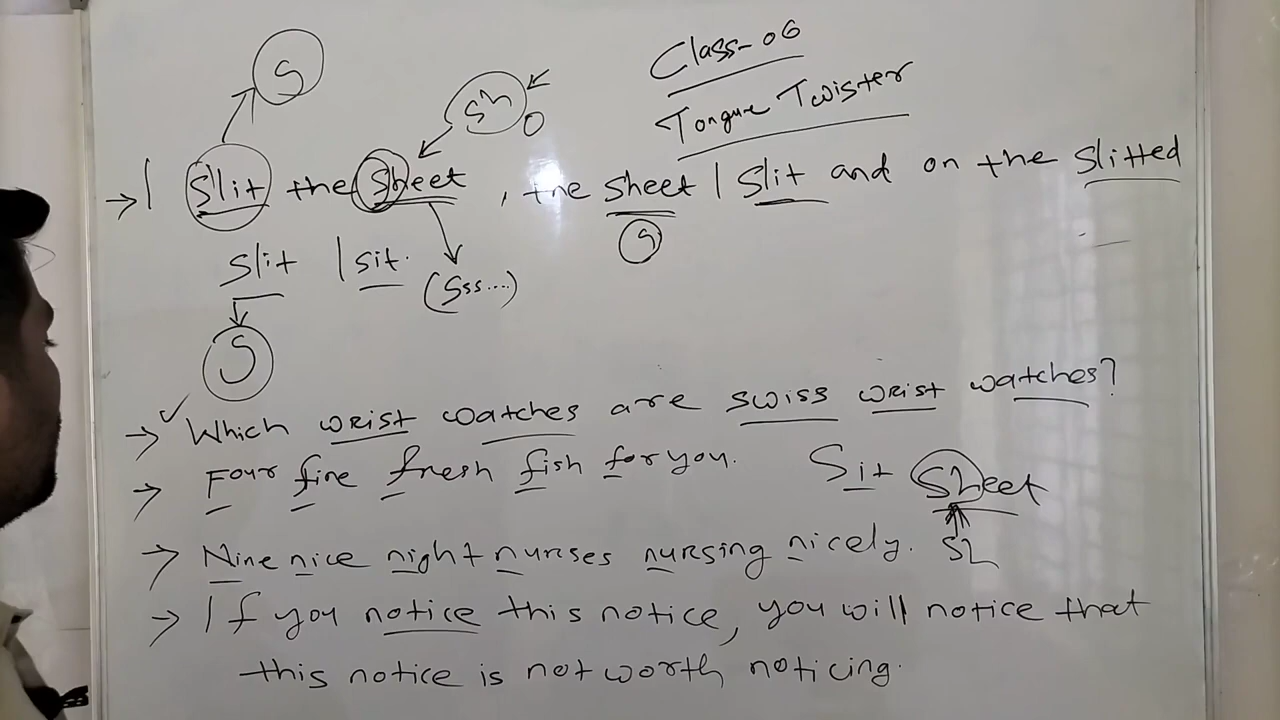 Class-06
Tongue Twister
S
sh
→ I slit the sheet, the sheet I slit and on the slitted
S
slit | sit.
(sss....)
S
→ Which wrist watches are swiss wrist watches?
→ Four fine fresh fish for you.
Sit Sheet
sh
→ Nine nice night nurses nursing nicely.
→ If you notice this notice, you will notice that
this notice is not worth noticing.